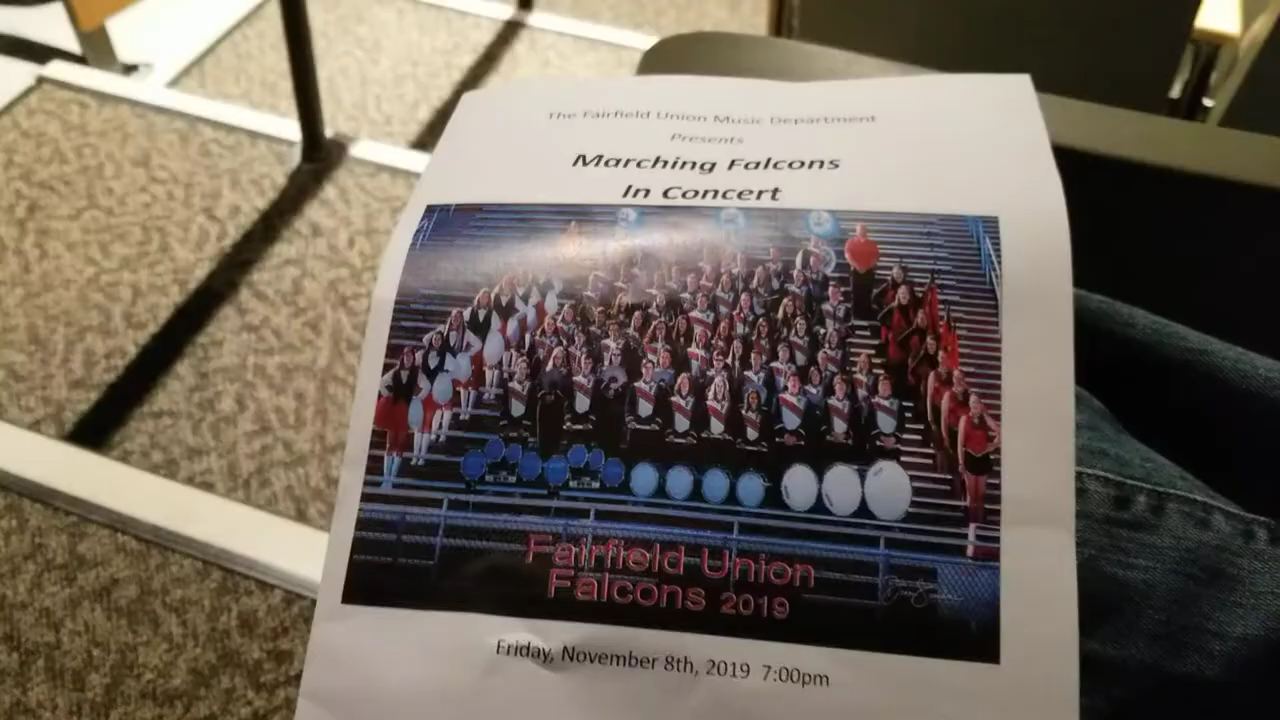 The Fairfield Union Music Department
Presents
Marching Falcons
In Concert
Fairfield Union
Falcons 2019
Friday, November 8th, 2019 7:00pm